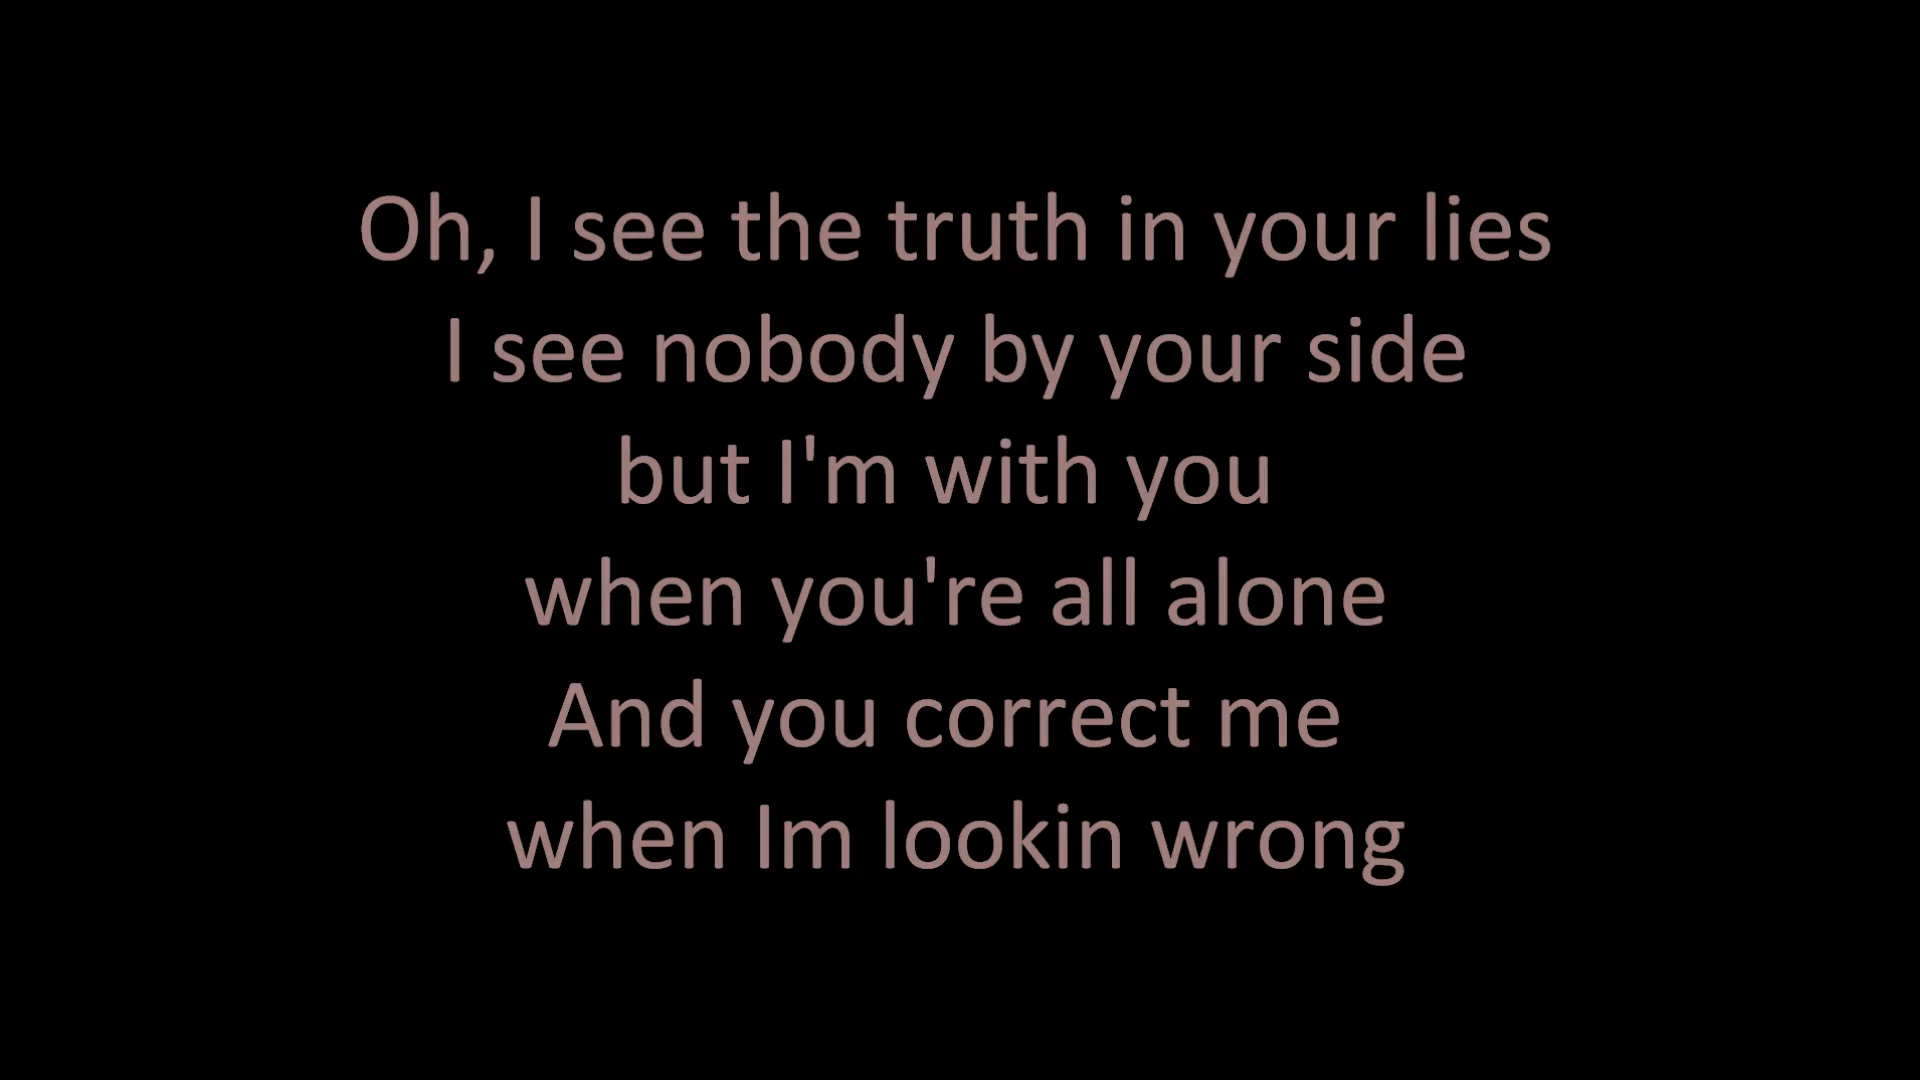 Oh, I see the truth in your lies
I see nobody by your side
but I'm with you
when you're all alone
And you correct me
when Im lookin wrong